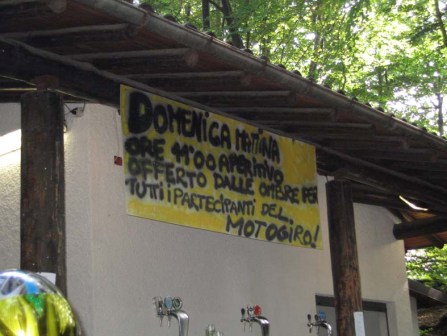 DOMENICA MATTINA
ORE 11'00 APERITIVO
OFFERTO DALLE OMBRE PER
TUTTI I PARTECIPANTI DEL.
MOTOGIRO!